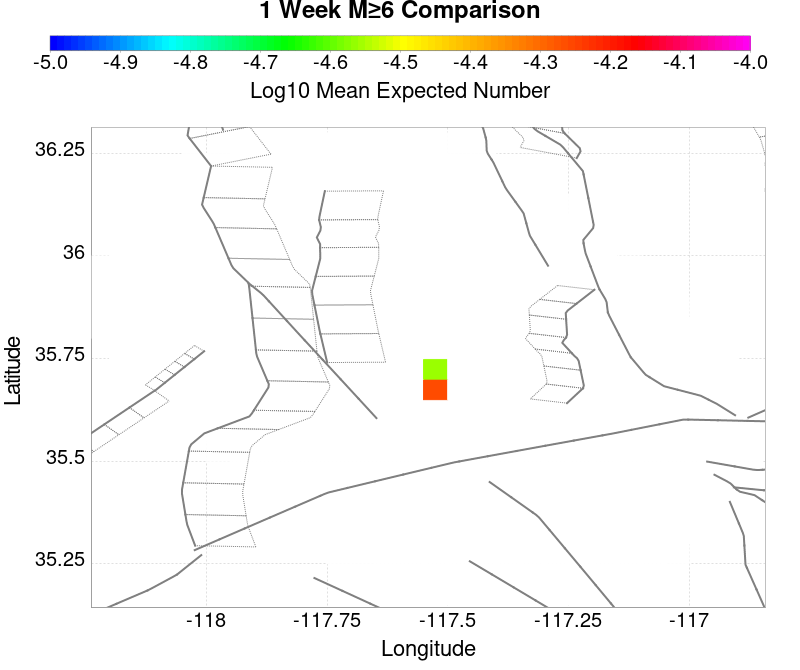 1 Week M≥6 Comparison
-5.0 -4.9 -4.8 -4.7 -4.6 -4.5 -4.4 -4.3 -4.2 -4.1 -4.0
Log10 Mean Expected Number
36.25
36
35.75
35.5
35.25
Latitude
-118 -117.75 -117.5 -117.25 -117
Longitude